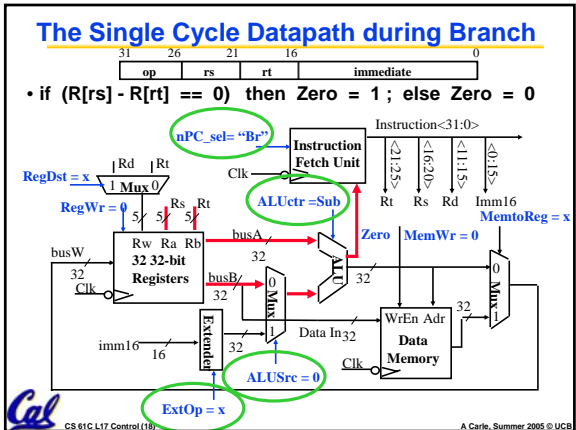 The Single Cycle Datapath during Branch
31 26 21 16 0
op rs rt immediate
• if (R[rs] - R[rt] == 0) then Zero = 1 ; else Zero = 0
nPC_sel= “Br”
Instruction
Fetch Unit
Clk
Instruction<31:0>
<21:25>
<16:20>
<11:15>
<0:15>
Rt Rs Rd Imm16
Rd Rt
RegDst = x
1 Mux 0
RegWr = 0
Rs Rt
5 5 5
ALUctr =Sub
Zero
MemWr = 0
MemtoReg = x
busW
32
Clk
Rw Ra Rb
32 32-bit
Registers
busA
32
busB
32
ALU
32
0
Mux
1
0
Mux
1
imm16
16
Extender
32
Data In 32
WrEn Adr
Data
Memory
32
Clk
ALUSrc = 0
ExtOp = x
Cal
CS 61C L17 Control (18)
A Carle, Summer 2005 © UCB